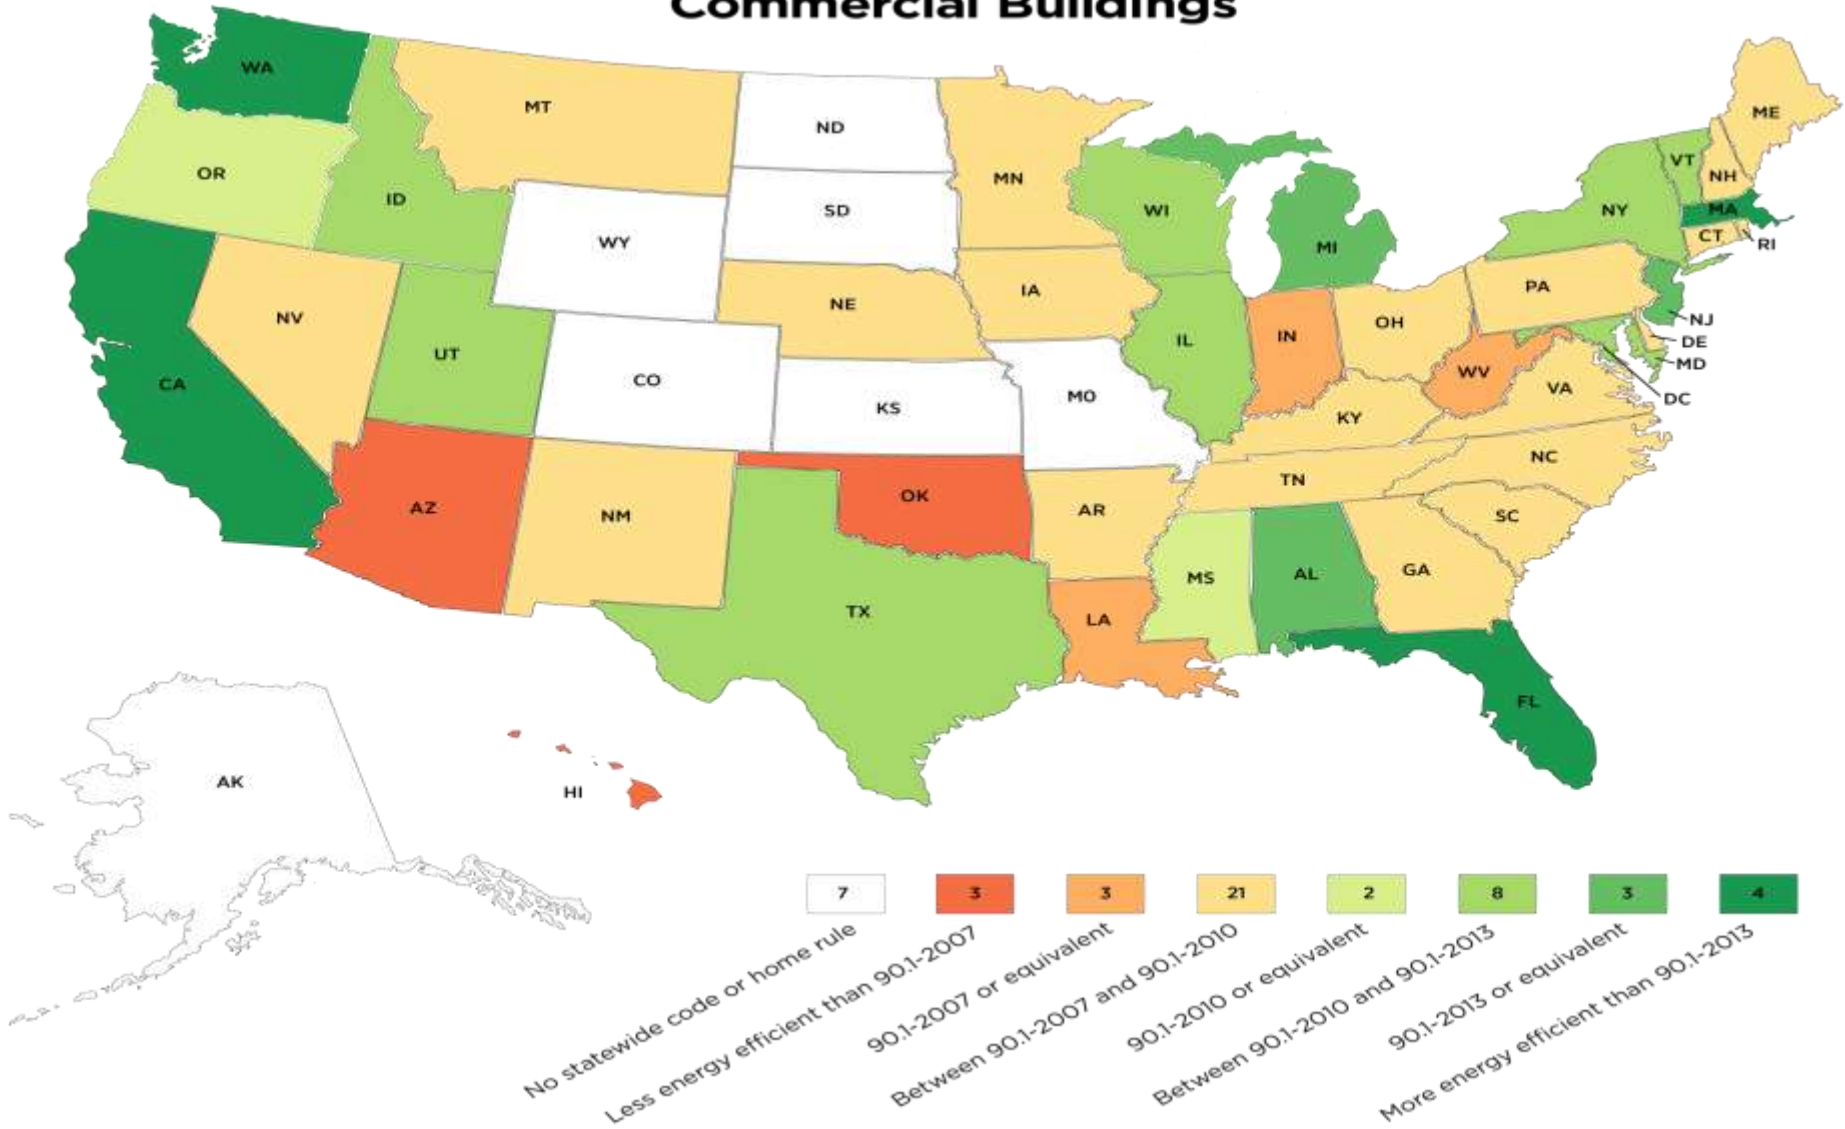 Commercial Buildings
WA
MT
ND
ME
OR
ID
MN
VT
NH
SD
WI
NY
MA
WY
MI
CT
RI
NV
NE
IA
PA
UT
IL
IN
OH
NJ
DE
CA
CO
KS
MO
WV
MD
KY
VA
DC
AZ
NM
OK
AR
TN
NC
SC
TX
MS
AL
GA
LA
FL
AK
HI
7
3
3
21
2
8
3
4
No statewide code or home rule
Less energy efficient than 90.1-2007
90.1-2007 or equivalent
Between 90.1-2007 and 90.1-2010
90.1-2010 or equivalent
Between 90.1-2010 and 90.1-2013
90.1-2013 or equivalent
More energy efficient than 90.1-2013